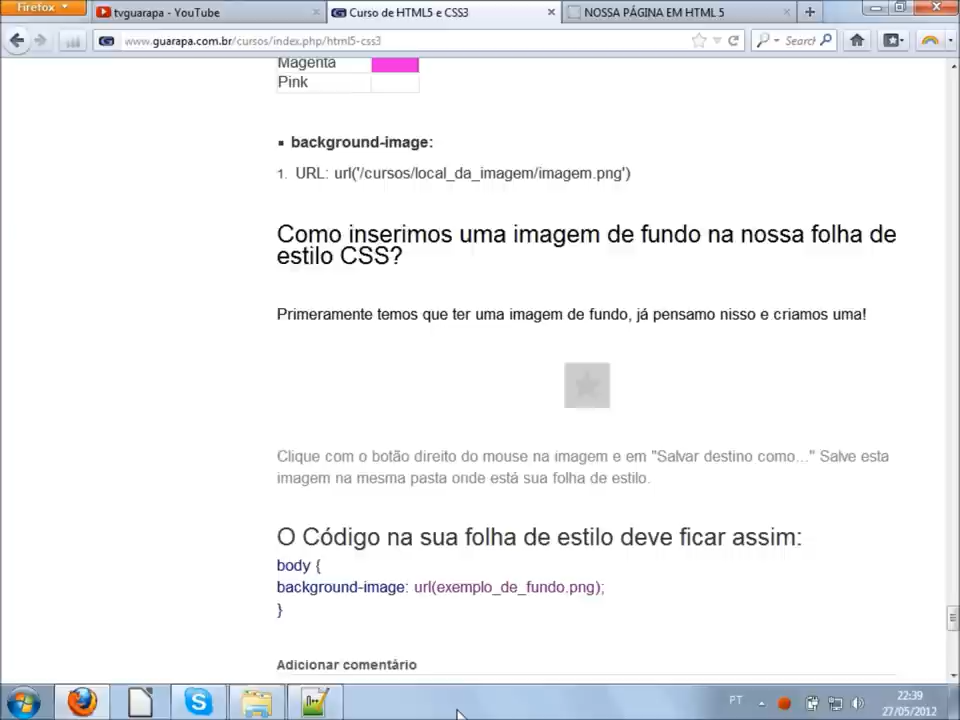 Firefox
tvguarapa - YouTube
Curso de HTML5 e CSS3
NOSSA PÁGINA EM HTML 5
www.guarapa.com.br/cursos/index.php/html5-css3
Search
Magenta
Pink
background-image:
1. URL: url('/cursos/local_da_imagem/imagem.png')
Como inserimos uma imagem de fundo na nossa folha de
estilo CSS?
Primeramente temos que ter uma imagem de fundo, já pensamo nisso e criamos uma!
Clique com o botão direito do mouse na imagem e em "Salvar destino como..." Salve esta
imagem na mesma pasta onde está sua folha de estilo.
O Código na sua folha de estilo deve ficar assim:
body {
background-image: url(exemplo_de_fundo.png);
}
Adicionar comentário
PT
22:39
27/05/2012